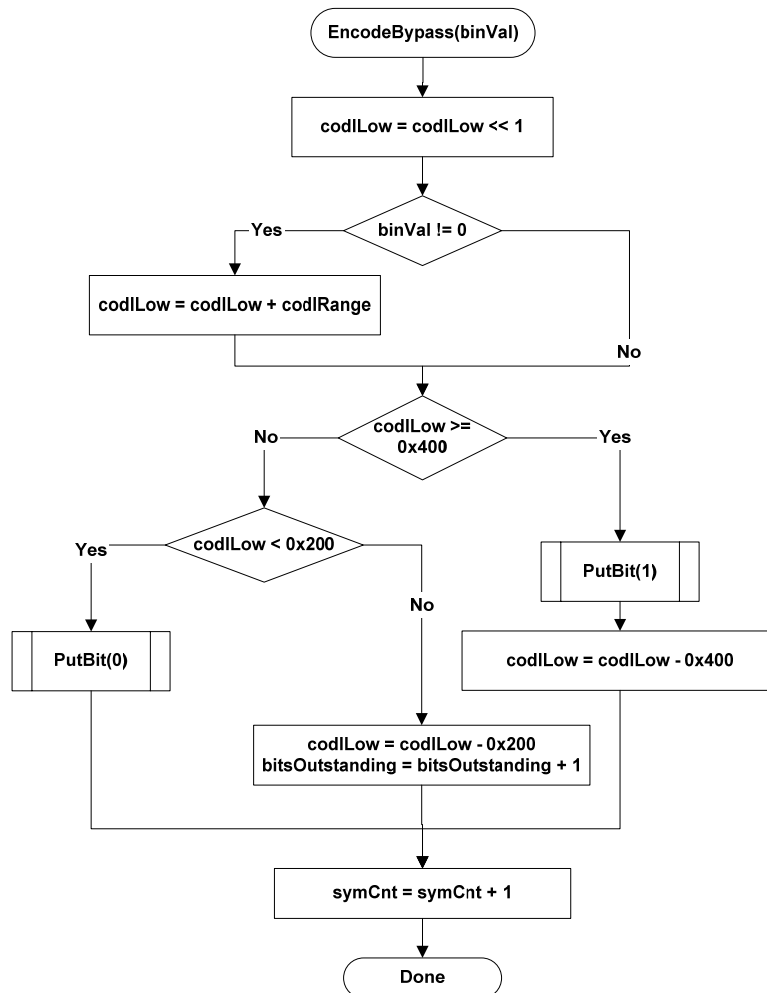 EncodeBypass(binVal)
codILow = codILow << 1
binVal != 0
Yes
codILow = codILow + codIRange
No
codILow >=
0x400
No
Yes
codILow < 0x200
Yes
No
PutBit(1)
PutBit(0)
codILow = codILow - 0x400
codILow = codILow - 0x200
bitsOutstanding = bitsOutstanding + 1
symCnt = symCnt + 1
Done